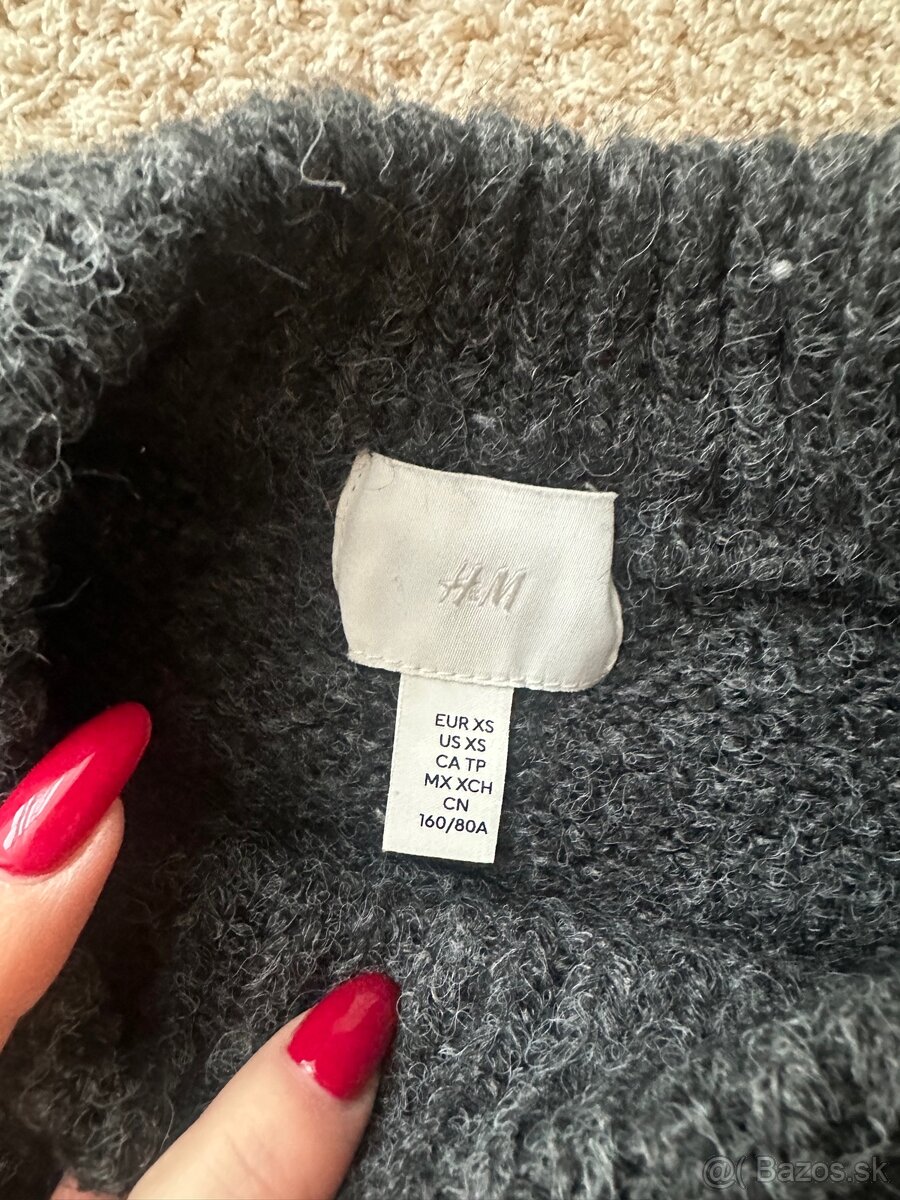 H&M
EUR XS
US XS
CA TP
MX XCH
CN
160/80A
@( Bazos.sk